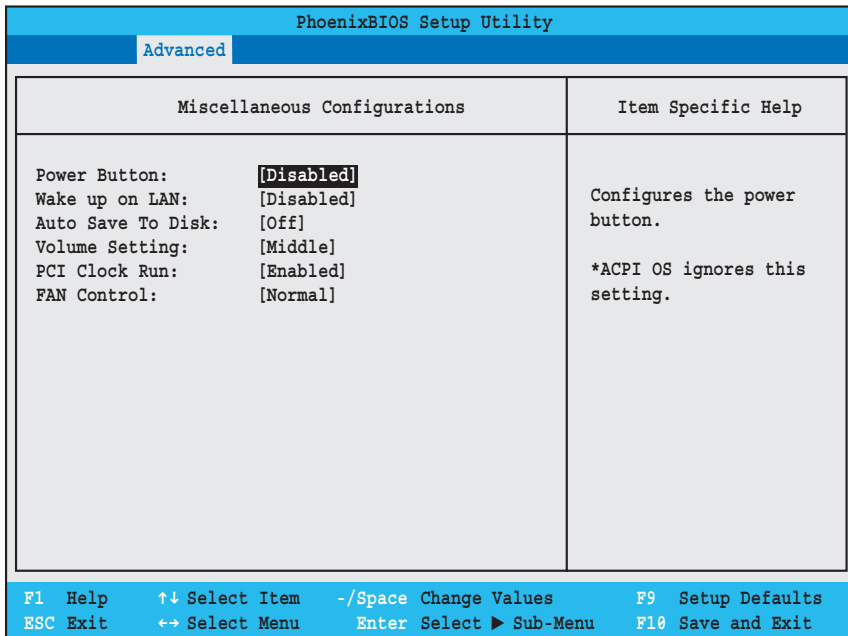 PhoenixBIOS Setup Utility
Advanced
Miscellaneous Configurations
Item Specific Help
Power Button: [Disabled]
Wake up on LAN: [Disabled]
Auto Save To Disk: [Off]
Volume Setting: [Middle]
PCI Clock Run: [Enabled]
FAN Control: [Normal]
Configures the power
button.
*ACPI OS ignores this
setting.
F1 Help ↑↓ Select Item -/Space Change Values F9 Setup Defaults
ESC Exit ←→ Select Menu Enter Select ▶ Sub-Menu F10 Save and Exit